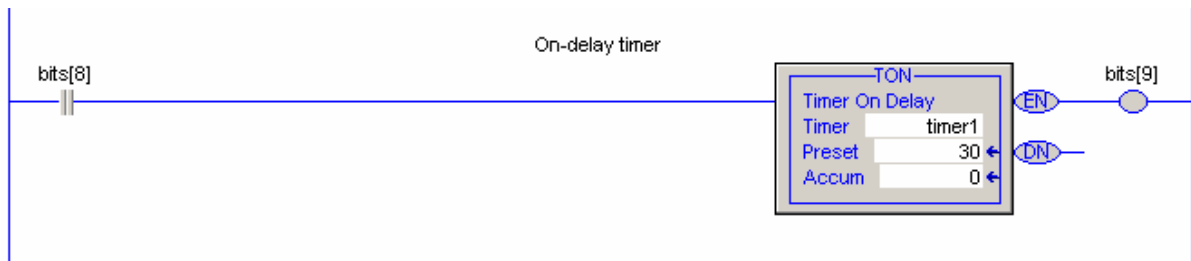 On-delay timer
bits[8]
TON
bits[9]
Timer On Delay
EN
Timer timer1
Preset 30
DN
Accum 0